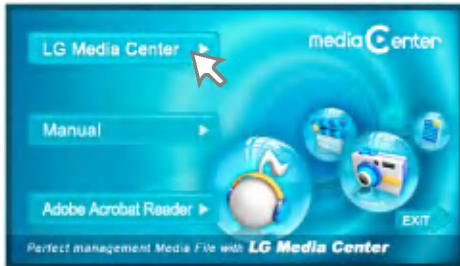 LG Media Center
media Center
Manual
Adobe Acrobat Reader
EXIT
Perfect management Media File with LG Media Center